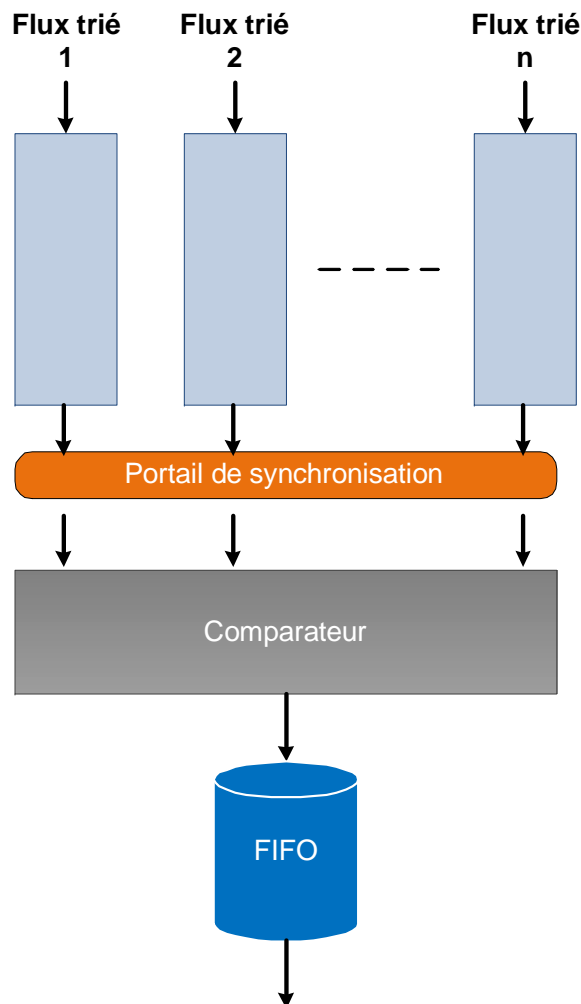 Flux trié
1
Flux trié
2
Flux trié
n
Portail de synchronisation
Comparateur
FIFO